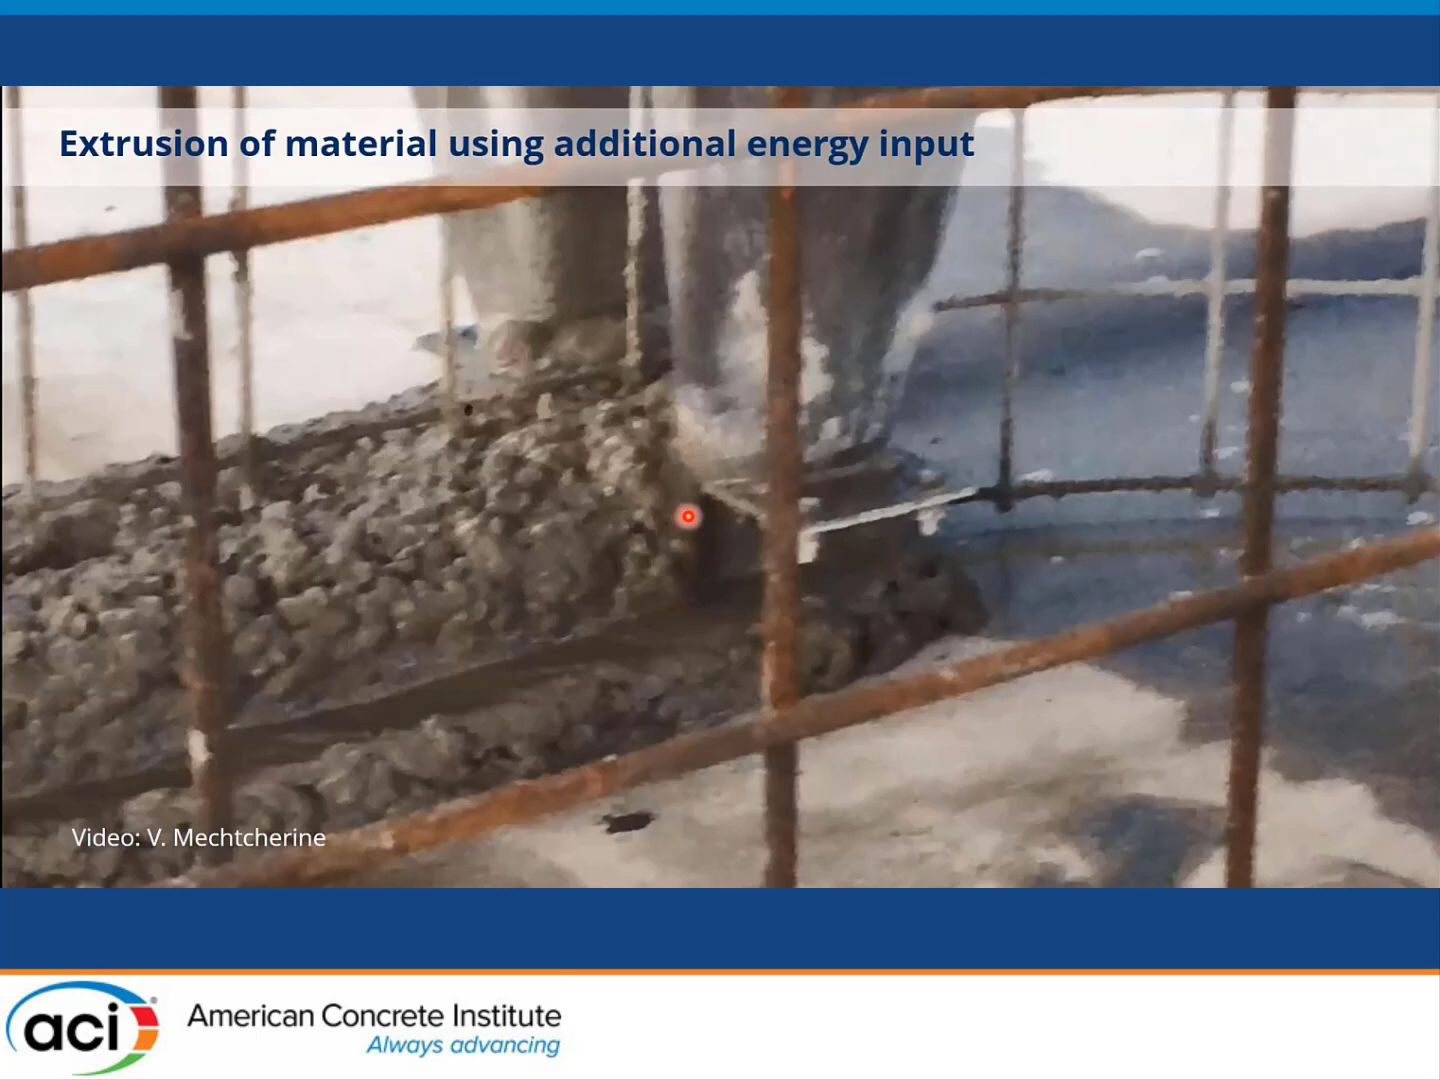 Extrusion of material using additional energy input
Video: V. Mechtcherine
aci®
American Concrete Institute
Always advancing